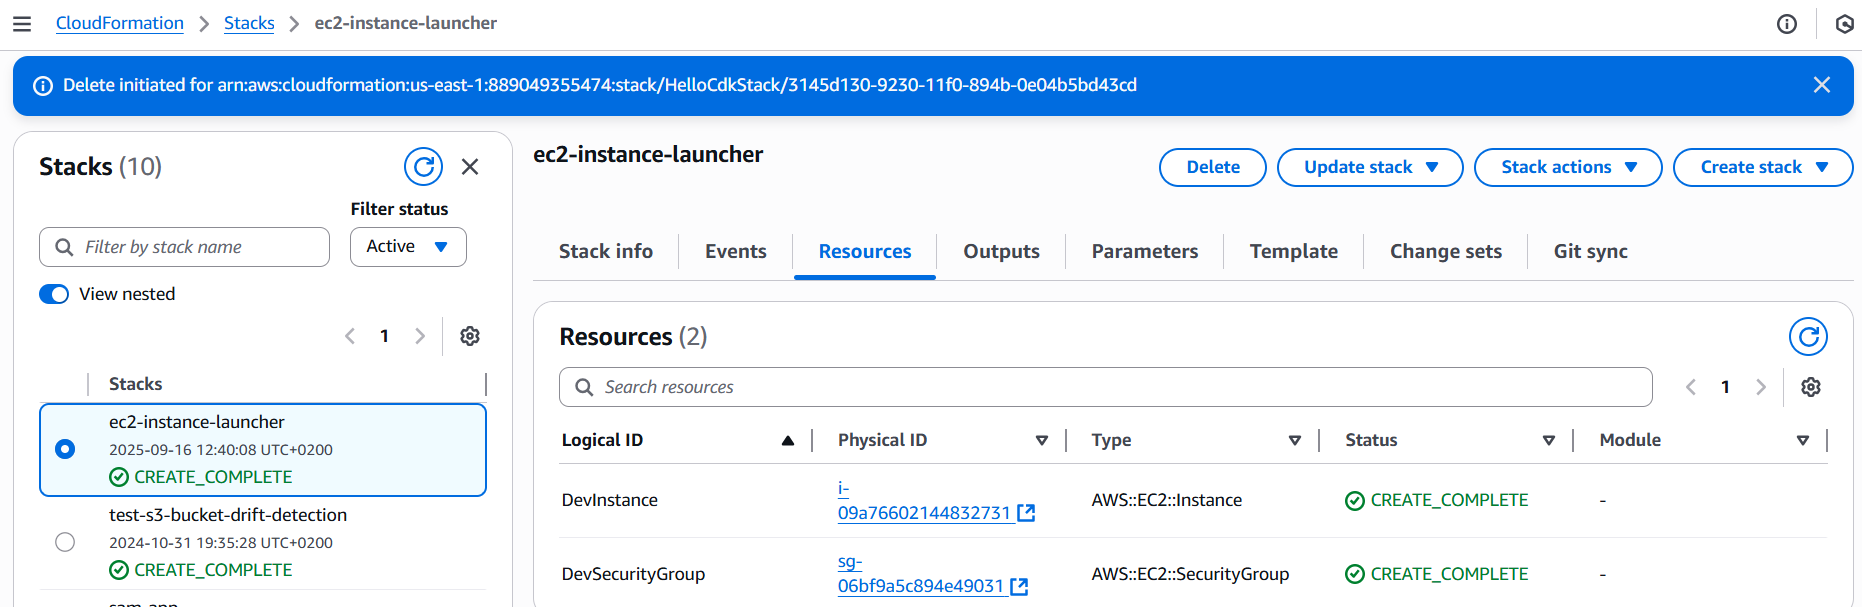 CloudFormation > Stacks > ec2-instance-launcher
Delete initiated for arn:aws:cloudformation:us-east-1:889049355474:stack/HelloCdkStack/3145d130-9230-11f0-894b-0e04b5bd43cd
Stacks (10)
Filter status
Filter by stack name
Active
View nested
1
Stacks
ec2-instance-launcher
2025-09-16 12:40:08 UTC+0200
CREATE_COMPLETE
test-s3-bucket-drift-detection
2024-10-31 19:35:28 UTC+0200
CREATE_COMPLETE
sam-app
ec2-instance-launcher
Delete Update stack Stack actions Create stack
Stack info Events Resources Outputs Parameters Template Change sets Git sync
Resources (2)
Search resources
1
Logical ID Physical ID Type Status Module
DevInstance i-
09a76602144832731 AWS::EC2::Instance CREATE_COMPLETE -
DevSecurityGroup sg-
06bf9a5c894e49031 AWS::EC2::SecurityGroup CREATE_COMPLETE -